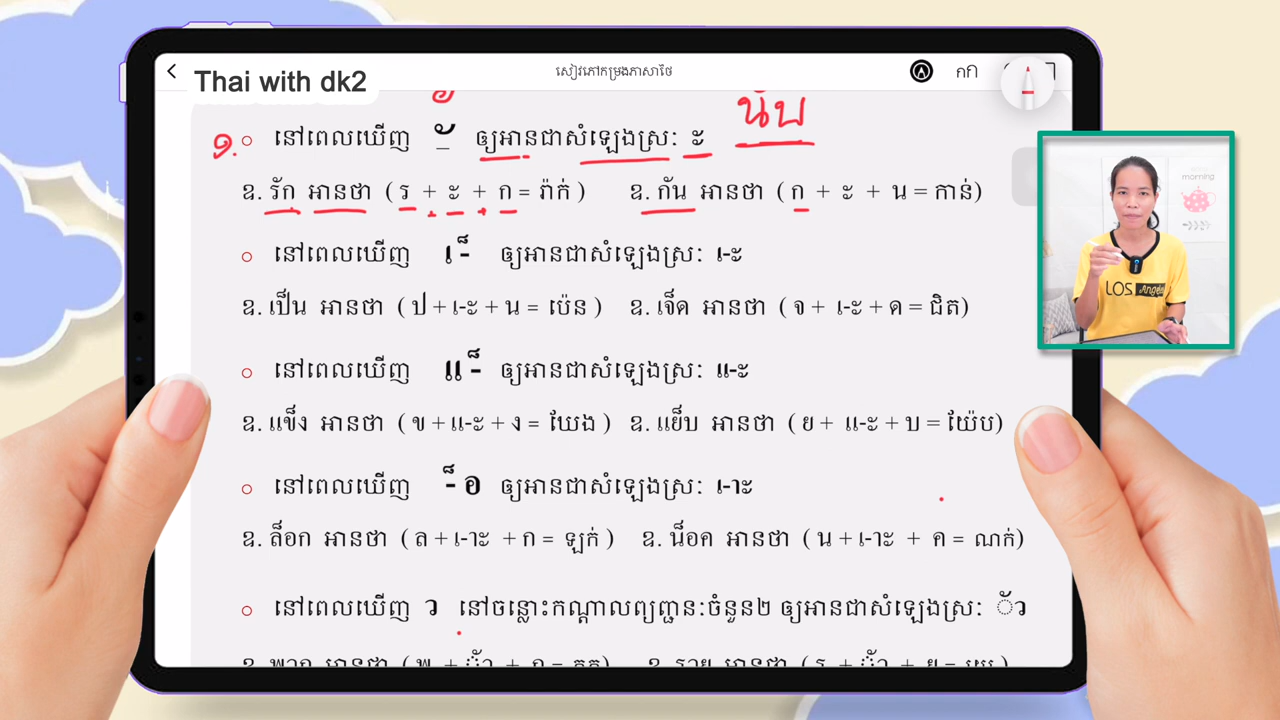 Thai with dk2
សៀវភៅកម្រងភាសាថៃ
กก
นับ
១. នៅពេលឃើញ -ั ឲ្យអានជាសំឡេងស្រៈ ะ
ឧ. รัก អានថា ( ร + ะ + ก = រ៉ាក់ ) ឧ. กัน អានថា ( ก + ะ + น = កាន់)
នៅពេលឃើញ เ-็ ឲ្យអានជាសំឡេងស្រៈ เ-ะ
ឧ. เป็น អានថា ( ป + เ-ะ + น = ប៉េន ) ឧ. เจ็ด អានថា ( จ + เ-ะ + ด = ជិត)
នៅពេលឃើញ แ-็ ឲ្យអានជាសំឡេងស្រៈ แ-ะ
ឧ. แข็ง អានថា ( ข + แ-ะ + ง = ឃែង ) ឧ. แย็บ អានថា ( ย + แ-ะ + บ = យ៉ែប)
នៅពេលឃើញ -็อ ឲ្យអានជាសំឡេងស្រៈ เ-าะ
ឧ. ล็อก អានថា ( ล + เ-าะ + ก = ឡក់ ) ឧ. น็อค អានថា ( น + เ-าะ + ค = ណក់)
នៅពេលឃើញ ว នៅចន្លោះកណ្តាលព្យញ្ជនៈចំនួន២ ឲ្យអានជាសំឡេងស្រៈ ัว
morning
LOS Angeles